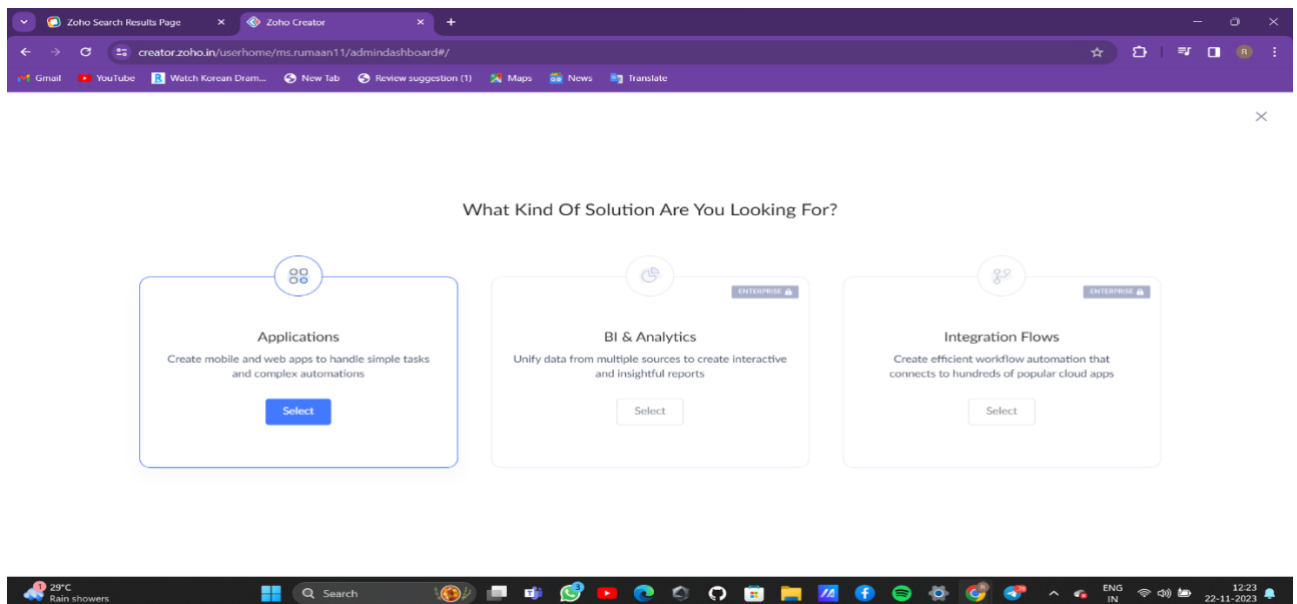 Zoho Search Results Page
Zoho Creator
creator.zoho.in/userhome/ms.rumaan11/admindashboard#/
R
Gmail
YouTube
Watch Korean Dram...
New Tab
Review suggestion (1)
Maps
News
Translate
What Kind Of Solution Are You Looking For?
ENTERPRISE
ENTERPRISE
Applications
Create mobile and web apps to handle simple tasks
and complex automations
Select
BI & Analytics
Unify data from multiple sources to create interactive
and insightful reports
Select
Integration Flows
Create efficient workflow automation that
connects to hundreds of popular cloud apps
Select
1
29°C
Rain showers
Search
3
ENG
IN
12:23
22-11-2023